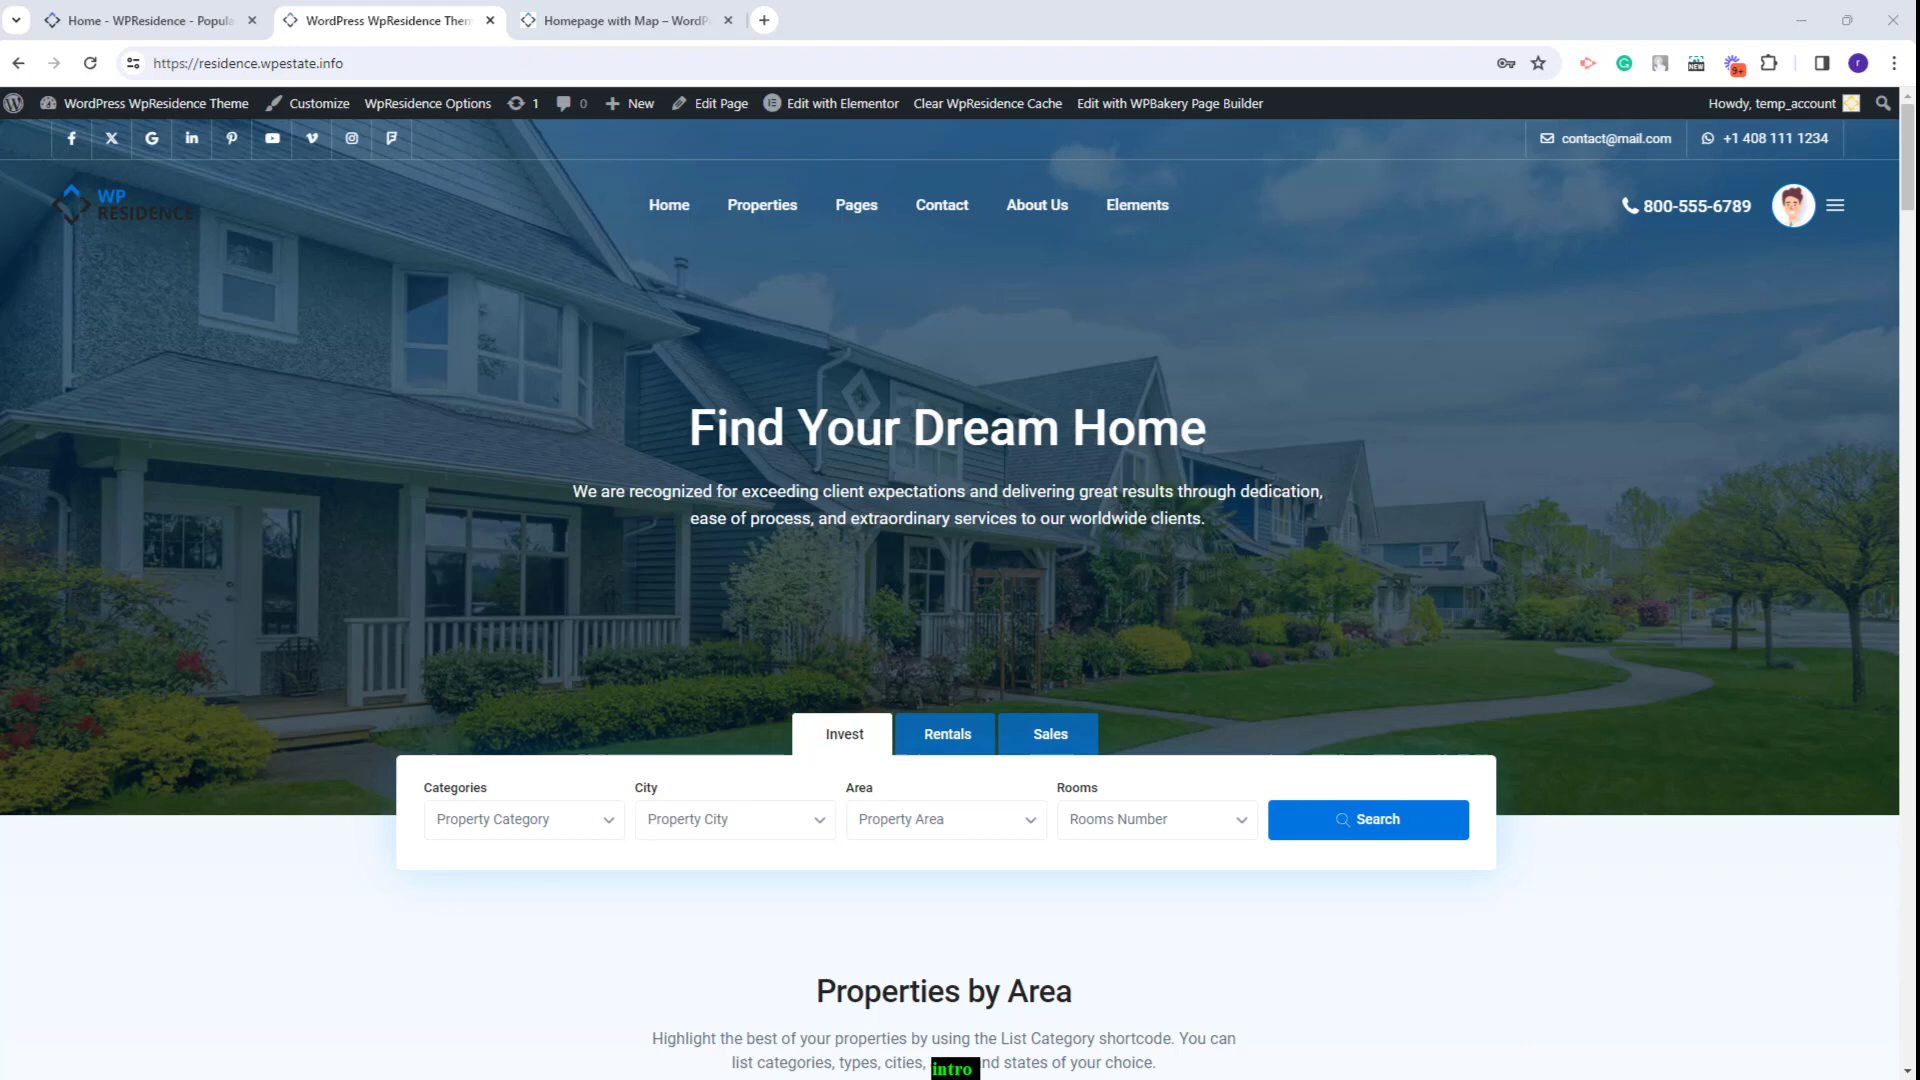 Home - WPResidence - Popula
WordPress WpResidence Them
Homepage with Map – WordP
https://residence.wpestate.info
NEW
9+
r
WordPress WpResidence Theme
Customize
WpResidence Options
1
0
New
Edit Page
Edit with Elementor
Clear WpResidence Cache
Edit with WPBakery Page Builder
Howdy, temp_account
contact@mail.com
+1 408 111 1234
WP
RESIDENCE
Home
Properties
Pages
Contact
About Us
Elements
800-555-6789
Find Your Dream Home
We are recognized for exceeding client expectations and delivering great results through dedication,
ease of process, and extraordinary services to our worldwide clients.
Invest
Rentals
Sales
Categories
City
Area
Rooms
Property Category
Property City
Property Area
Rooms Number
Search
Properties by Area
Highlight the best of your properties by using the List Category shortcode. You can
list categories, types, cities, intro nd states of your choice.